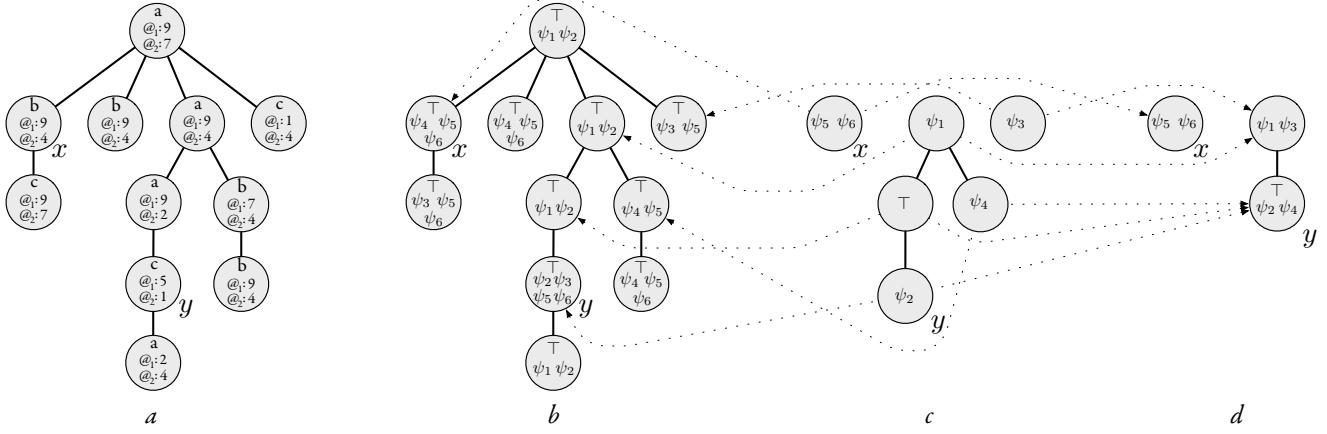 a
@₁:9
@₂:7
b
@₁:9
@₂:4
x
b
@₁:9
@₂:4
a
@₁:9
@₂:4
c
@₁:1
@₂:4
c
@₁:9
@₂:7
a
@₁:9
@₂:2
b
@₁:7
@₂:4
c
@₁:5
@₂:1
y
b
@₁:9
@₂:4
a
@₁:2
@₂:4
a
⊤
ψ₁ ψ₂
⊤
ψ₄ ψ₅
ψ₆
x
⊤
ψ₄ ψ₅
ψ₆
⊤
ψ₁ ψ₂
⊤
ψ₃ ψ₅
⊤
ψ₃ ψ₅
ψ₆
⊤
ψ₁ ψ₂
⊤
ψ₄ ψ₅
⊤
ψ₂ ψ₃
ψ₅ ψ₆
y
⊤
ψ₄ ψ₅
ψ₆
⊤
ψ₁ ψ₂
b
ψ₅ ψ₆
x
ψ₁
ψ₃
⊤
ψ₄
ψ₂
y
c
ψ₅ ψ₆
x
ψ₁ ψ₃
⊤
ψ₂ ψ₄
y
d